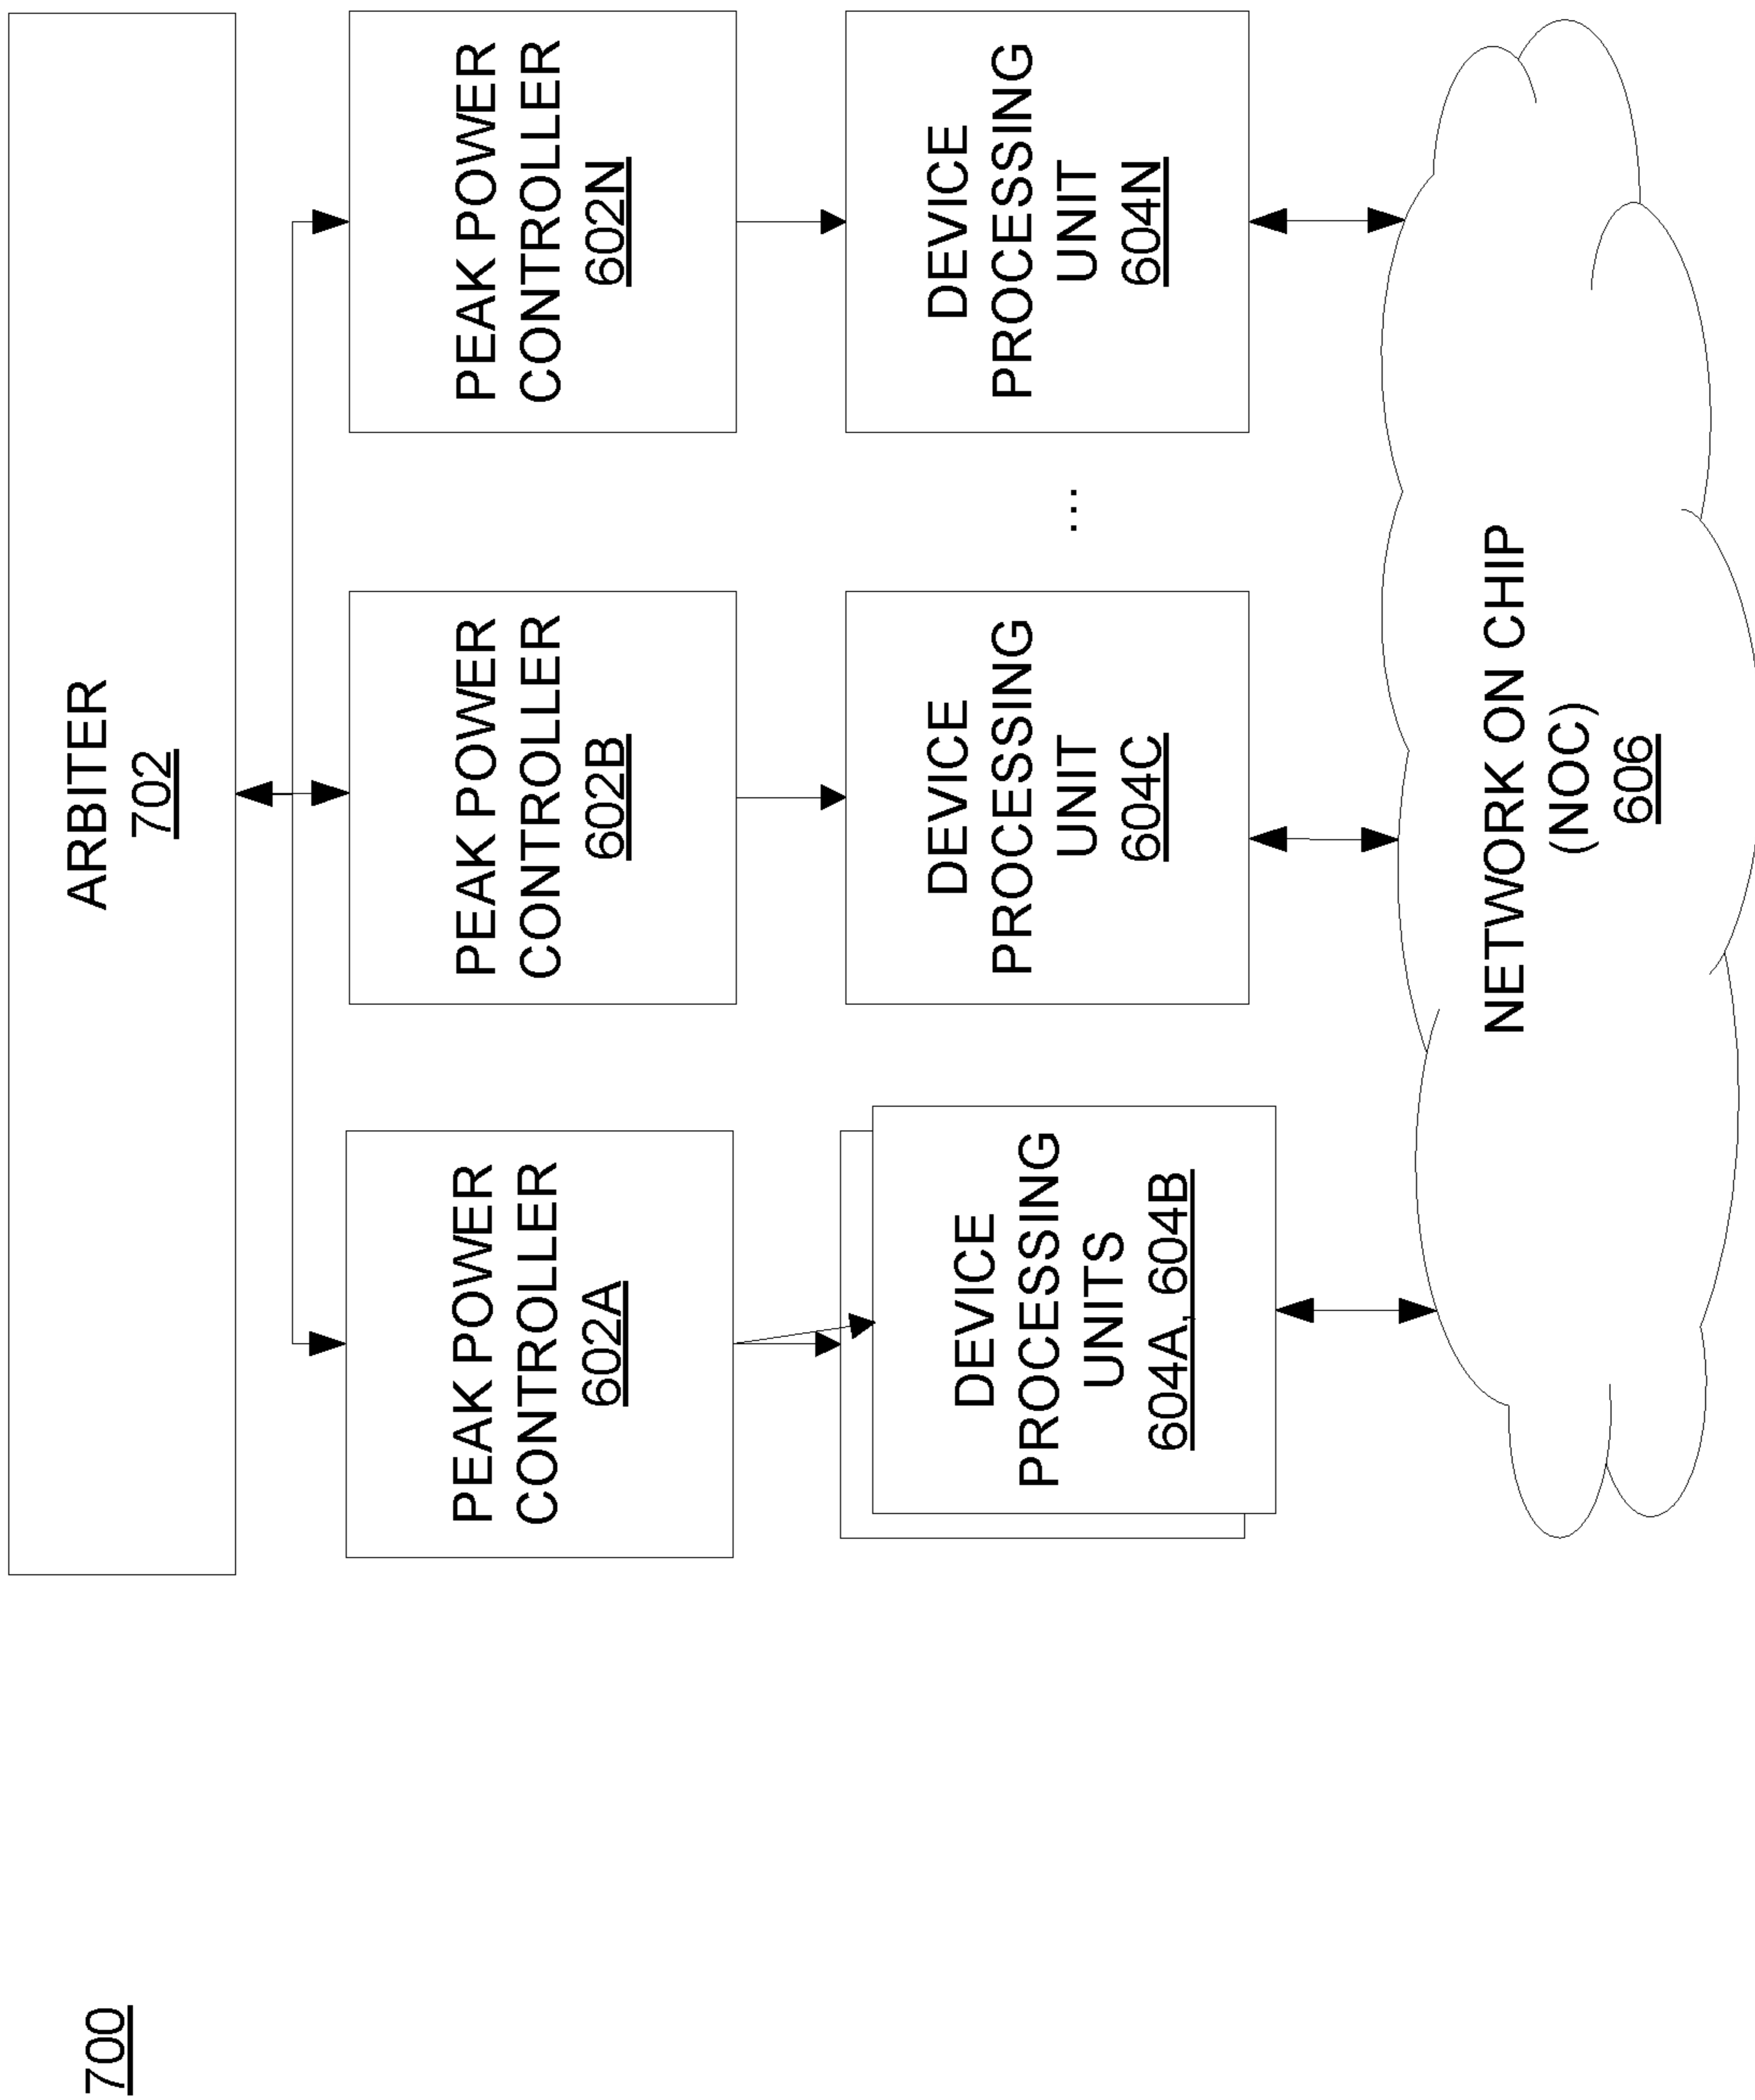 700
ARBITER
702
PEAK POWER
CONTROLLER
602A
PEAK POWER
CONTROLLER
602B
PEAK POWER
CONTROLLER
602N
DEVICE
PROCESSING
UNITS
604A, 604B
DEVICE
PROCESSING
UNIT
604C
...
DEVICE
PROCESSING
UNIT
604N
NETWORK ON CHIP
(NOC)
606